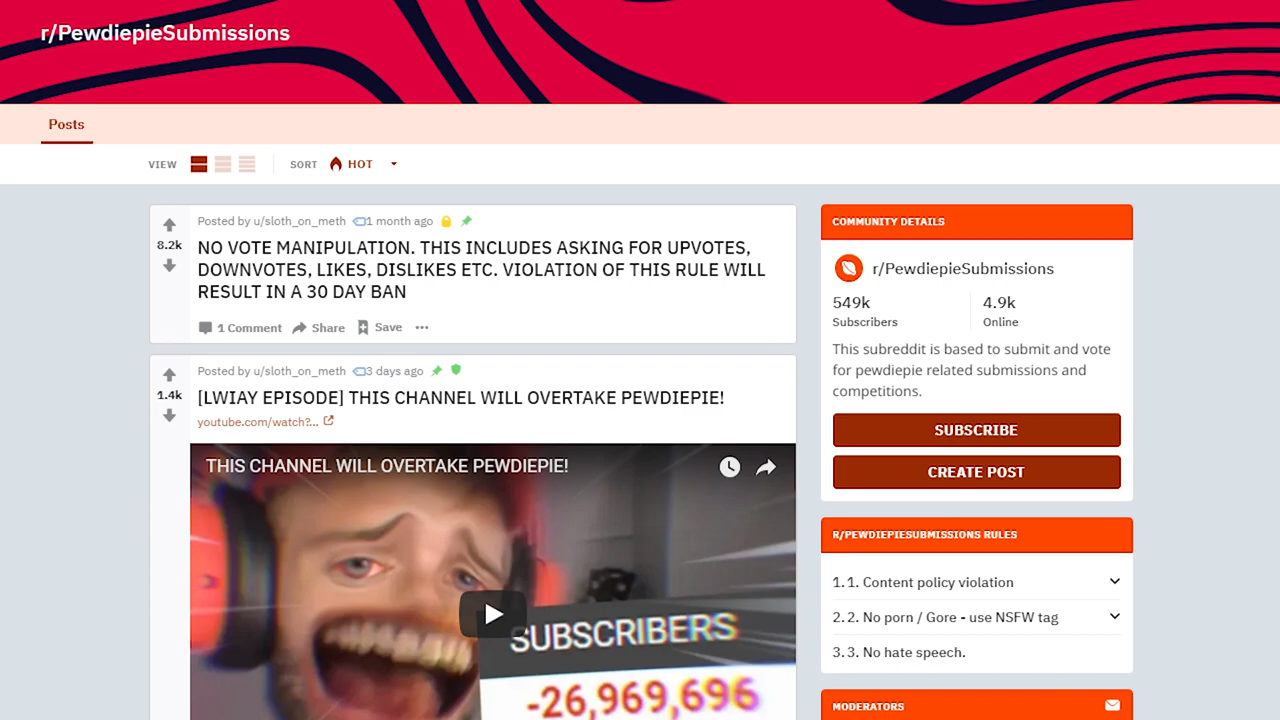 r/PewdiepieSubmissions
Posts
VIEW
SORT
HOT
Posted by u/sloth_on_meth 1 month ago
8.2k
NO VOTE MANIPULATION. THIS INCLUDES ASKING FOR UPVOTES,
DOWNVOTES, LIKES, DISLIKES ETC. VIOLATION OF THIS RULE WILL
RESULT IN A 30 DAY BAN
1 Comment Share Save
Posted by u/sloth_on_meth 3 days ago
1.4k
[LWIAY EPISODE] THIS CHANNEL WILL OVERTAKE PEWDIEPIE!
youtube.com/watch?...
THIS CHANNEL WILL OVERTAKE PEWDIEPIE!
SUBSCRIBERS
-26,969,696
COMMUNITY DETAILS
r/PewdiepieSubmissions
549k 4.9k
Subscribers Online
This subreddit is based to submit and vote
for pewdiepie related submissions and
competitions.
SUBSCRIBE
CREATE POST
R/PEWDIEPIESUBMISSIONS RULES
1. 1. Content policy violation
2. 2. No porn / Gore - use NSFW tag
3. 3. No hate speech.
MODERATORS